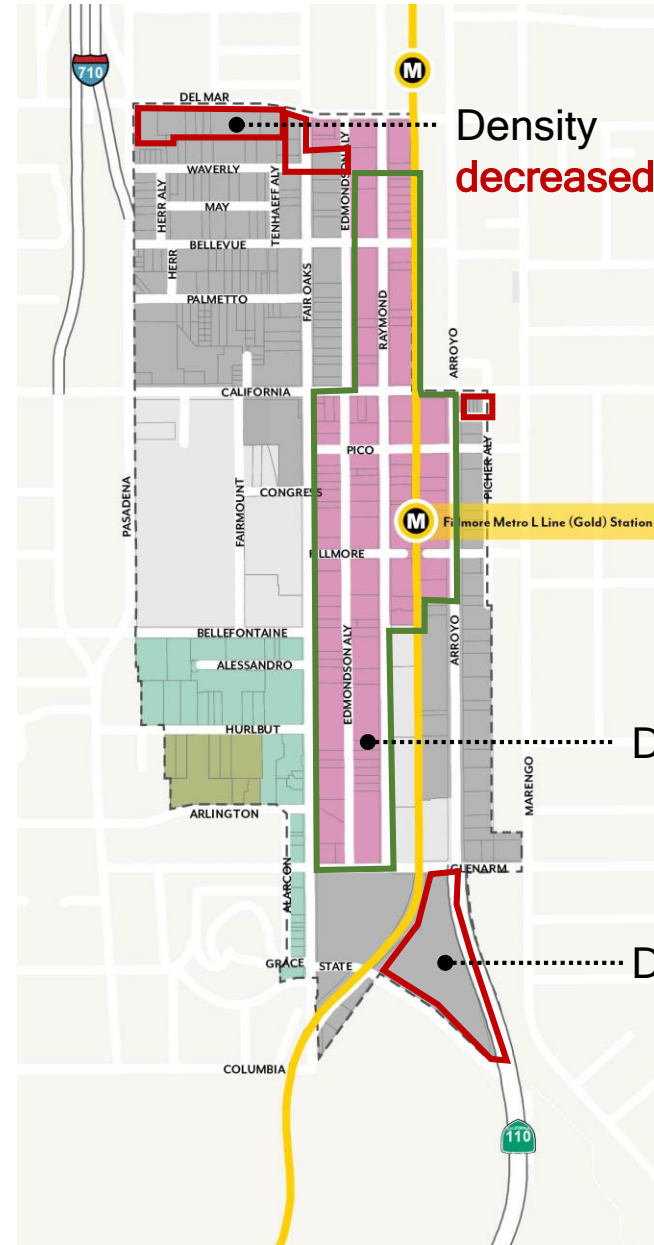 710
M
DEL MAR
Density
decreased
WAVERLY
HERR ALY
MAY
TENHAEFF ALY
EDMONDSON ALY
BELLEVUE
HERR
PALMETTO
FAIR OAKS
RAYMOND
ARROYO
CALIFORNIA
PICO
PICHER ALY
CONGRESS
PASADENA
FAIRMOUNT
M
Fillmore Metro L Line (Gold) Station
FILLMORE
BELLEFONTAINE
ALESSANDRO
EDMONDSON ALY
ARROYO
HURLBUT
D
MARENGO
ARLINGTON
GLENARM
ALARCON
GRACE
STATE
D
COLUMBIA
CALIFORNIA
110